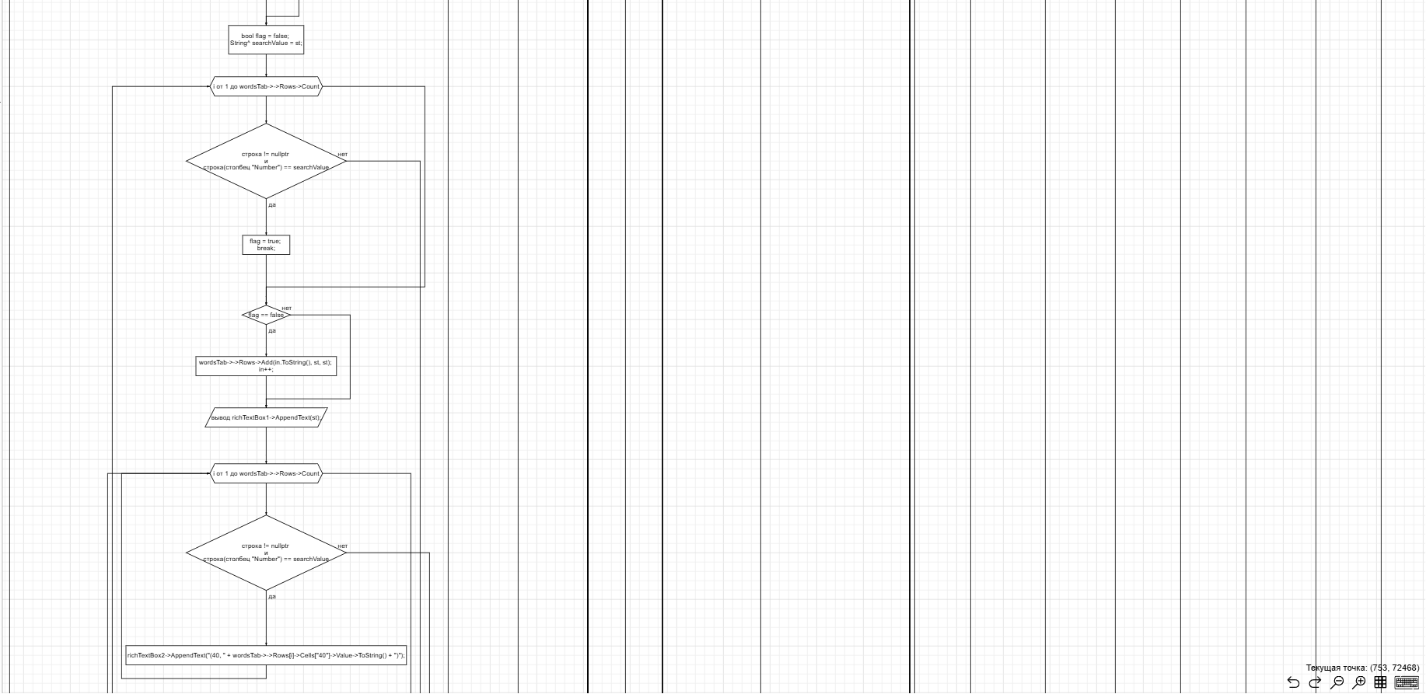 bool flag = false;
String^ searchValue = st;
i от 1 до wordsTab->->Rows->Count
строка != nullptr
и
строка(столбец "Number") == searchValue
нет
да
flag = true;
break;
flag == false
нет
да
wordsTab->->Rows->Add(in.ToString(), st, st);
in++;
вывод richTextBox1->AppendText(st);
i от 1 до wordsTab->->Rows->Count
строка != nullptr
и
строка(столбец "Number") == searchValue
нет
да
richTextBox2->AppendText("(40, " + wordsTab->->Rows[i]->Cells["40"]->Value->ToString() + ")");
Текущая точка: (753, 72468)